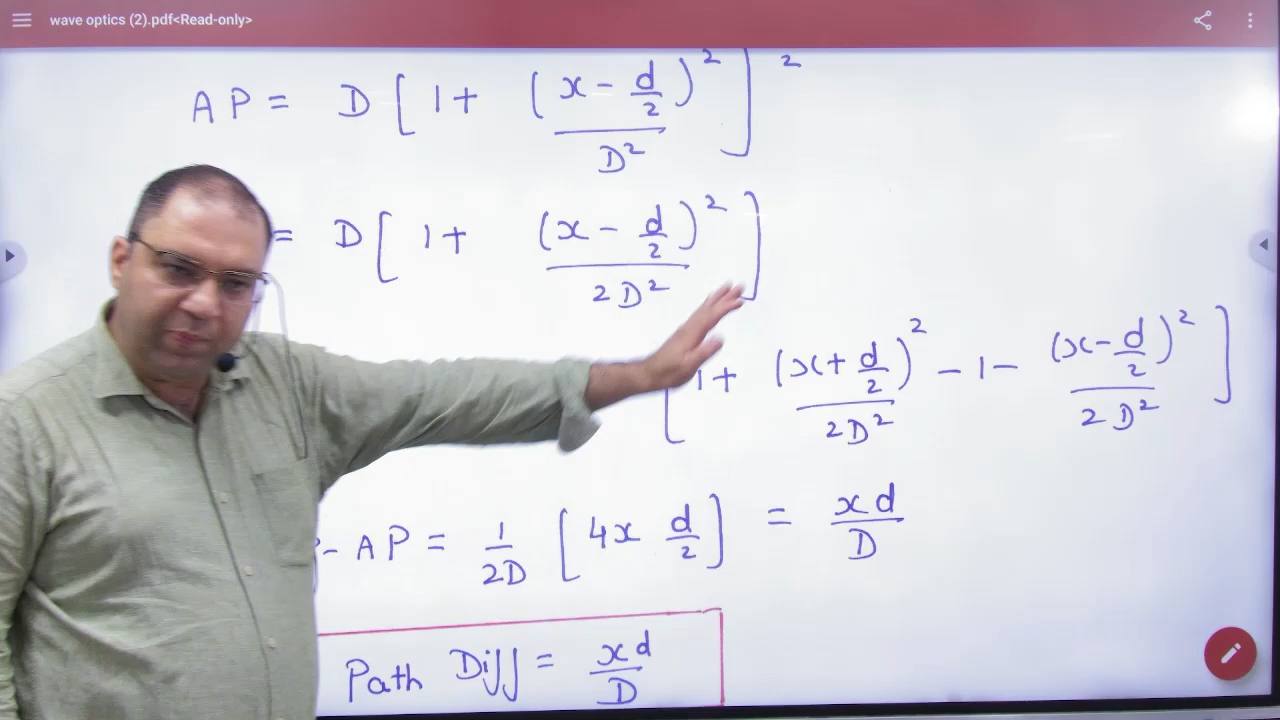 wave optics (2).pdf<Read-only>
AP = D [ 1 + (x - d/2)² / D² ] ²
= D [ 1 + (x - d/2)² / 2D² ]
[ 1 + (x + d/2)² / 2D² - 1 - (x - d/2)² / 2D² ]
- AP = 1/2D [ 4x d/2 ] = xd/D
Path Diff = xd/D